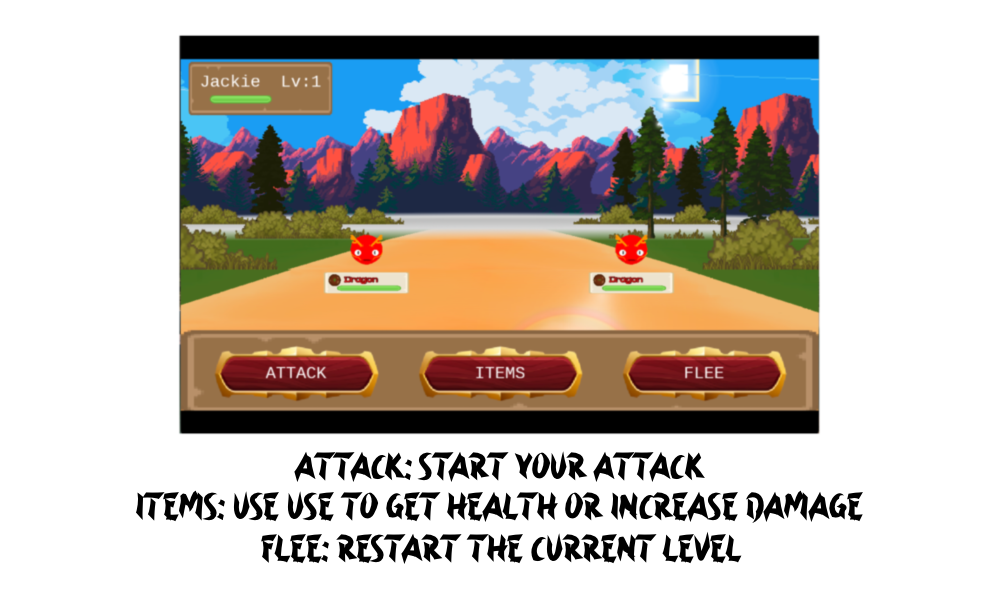 Jackie Lv:1
Dragon
Dragon
ATTACK
ITEMS
FLEE
ATTACK: START YOUR ATTACK
ITEMS: USE USE TO GET HEALTH OR INCREASE DAMAGE
FLEE: RESTART THE CURRENT LEVEL